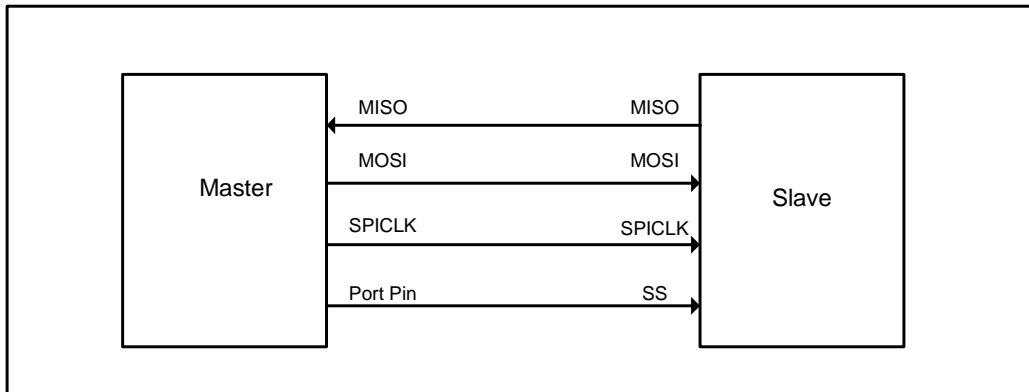 MISO MISO
MOSI MOSI
Master Slave
SPICLK SPICLK
Port Pin SS